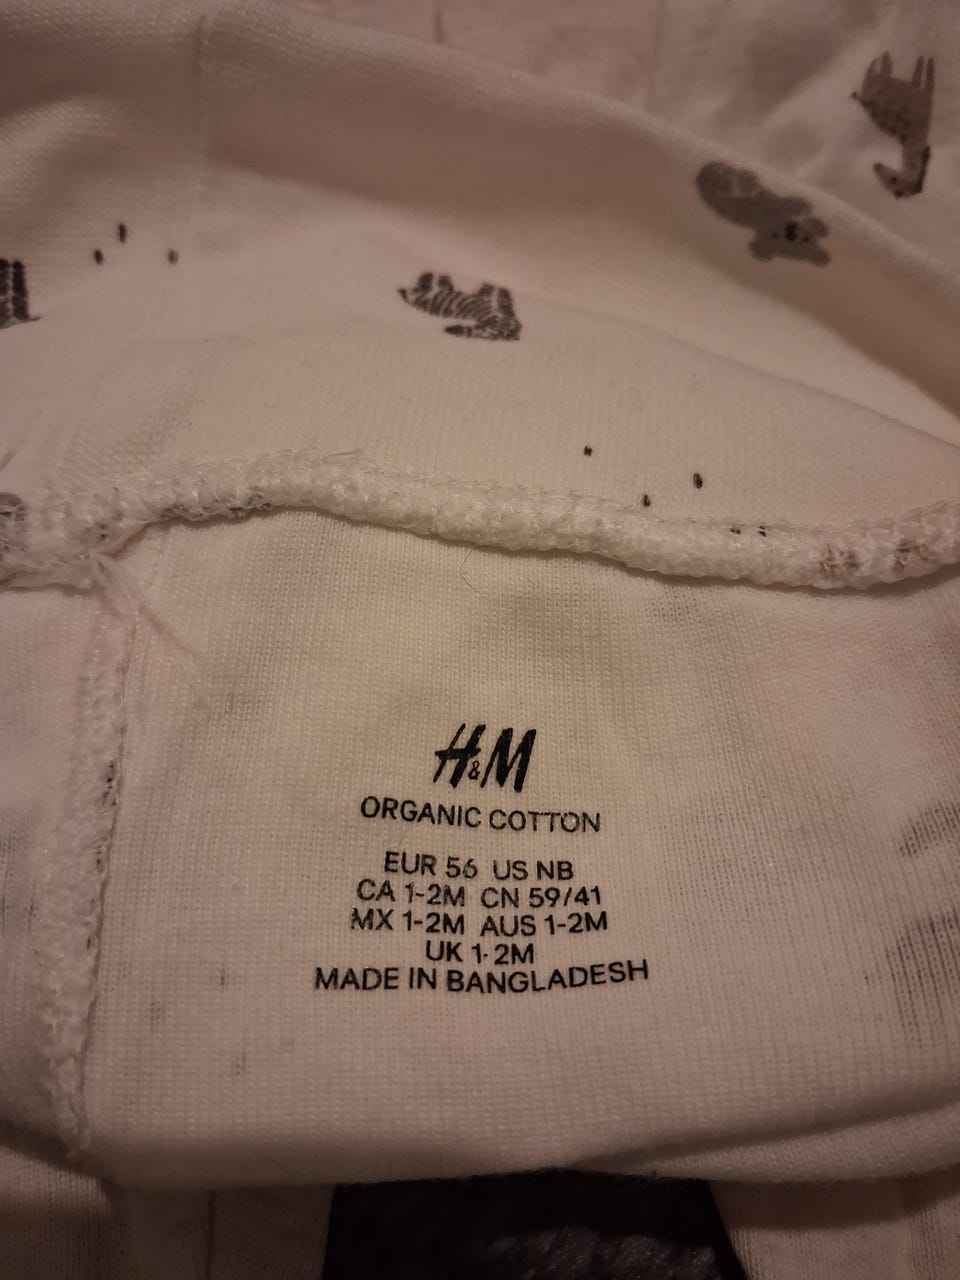 H&M
ORGANIC COTTON
EUR 56 US NB
CA 1-2M CN 59/41
MX 1-2M AUS 1-2M
UK 1-2M
MADE IN BANGLADESH